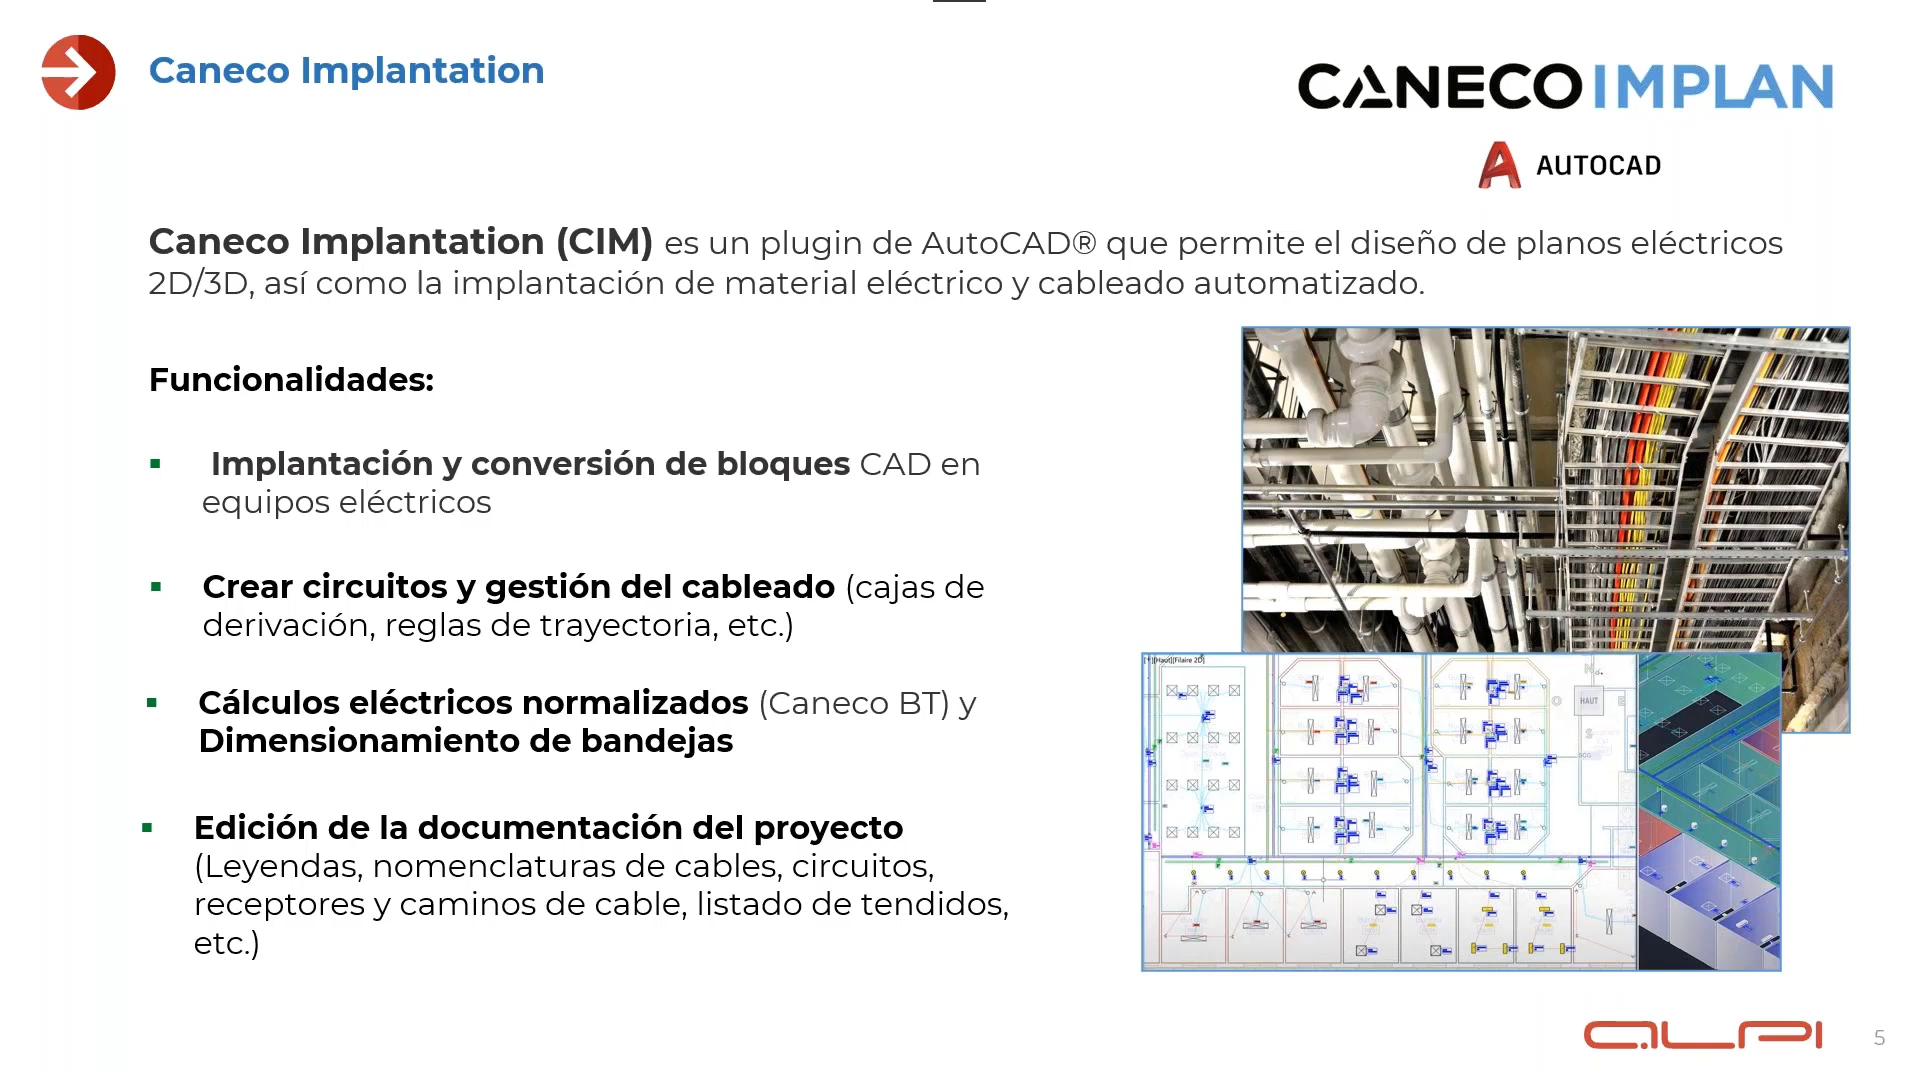 Caneco Implantation
CANECO IMPLAN
AUTOCAD
Caneco Implantation (CIM) es un plugin de AutoCAD® que permite el diseño de planos eléctricos
2D/3D, así como la implantación de material eléctrico y cableado automatizado.
Funcionalidades:
▪ Implantación y conversión de bloques CAD en
equipos eléctricos
▪ Crear circuitos y gestión del cableado (cajas de
derivación, reglas de trayectoria, etc.)
▪ Cálculos eléctricos normalizados (Caneco BT) y
Dimensionamiento de bandejas
▪ Edición de la documentación del proyecto
(Leyendas, nomenclaturas de cables, circuitos,
receptores y caminos de cable, listado de tendidos,
etc.)
HAUT
ALPI
5